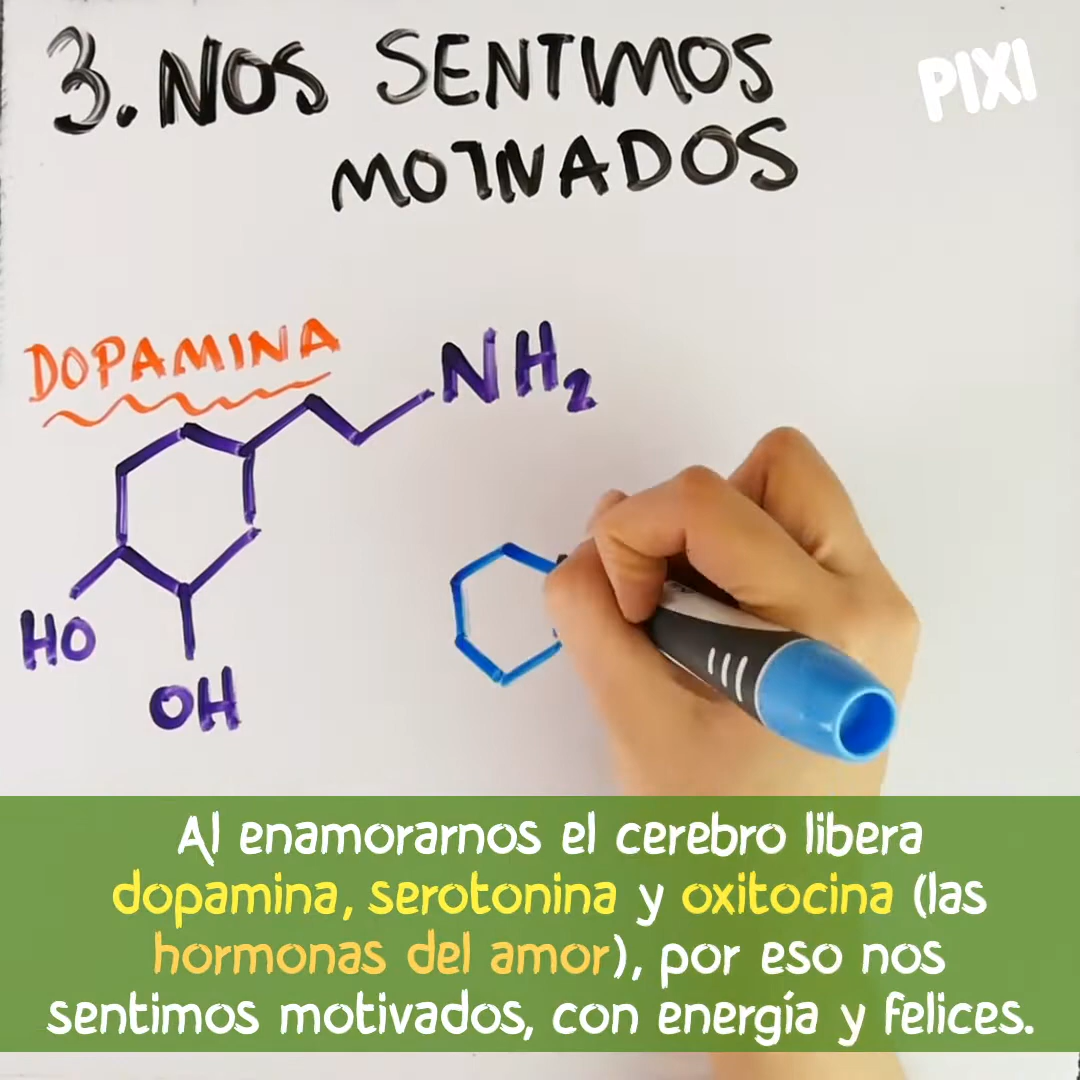 3. NOS SENTIMOS
MOTIVADOS
PIXI
DOPAMINA
NH₂
HO
OH
Al enamorarnos el cerebro libera
dopamina, serotonina y oxitocina (las
hormonas del amor), por eso nos
sentimos motivados, con energía y felices.